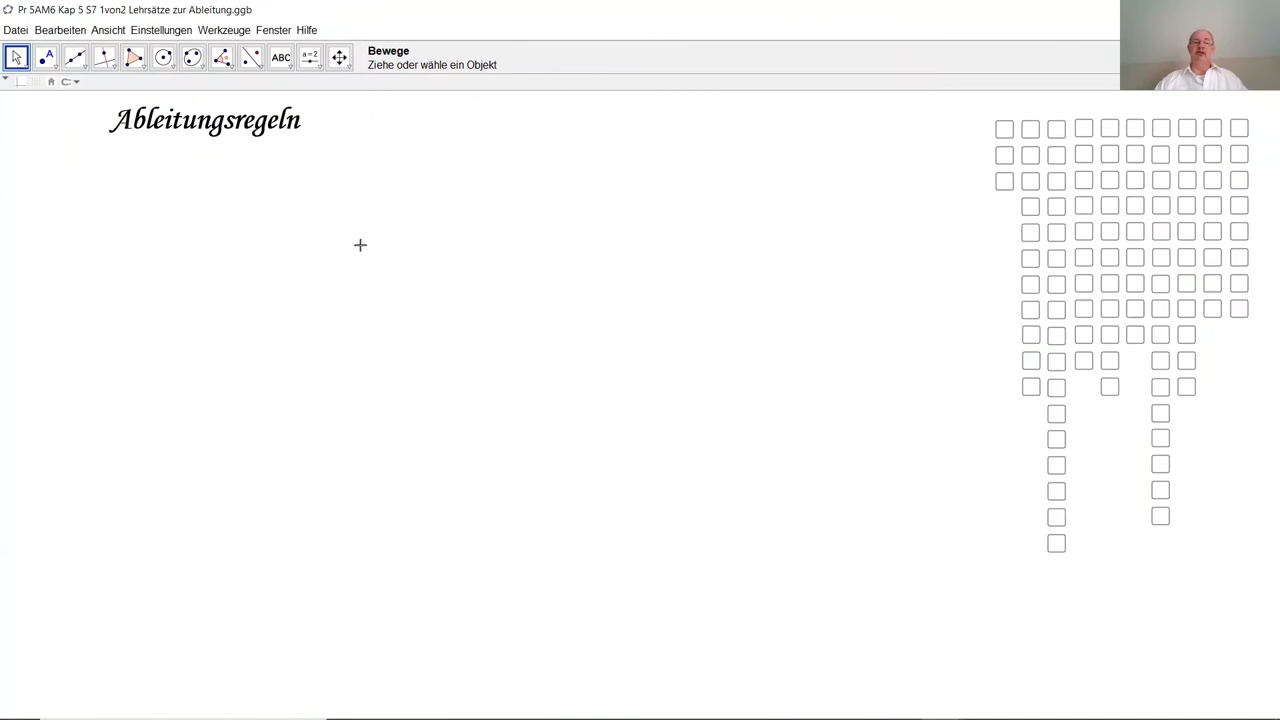 Pr 5AM6 Kap 5 S7 1von2 Lehrsätze zur Ableitung.ggb
Datei Bearbeiten Ansicht Einstellungen Werkzeuge Fenster Hilfe
A
ABC
a=2
Bewege
Ziehe oder wähle ein Objekt
Ableitungsregeln